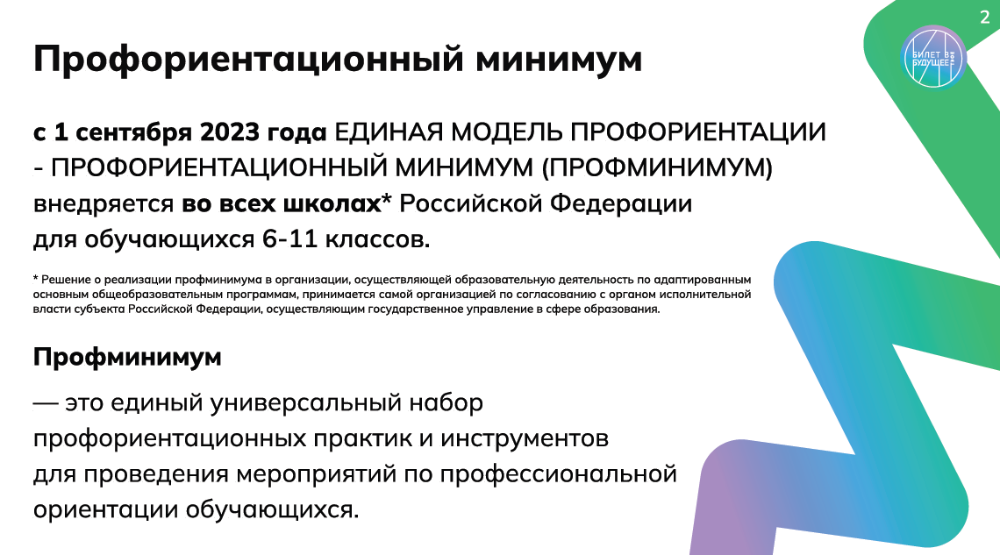 2
БИЛЕТ В
БУДУЩЕЕ
Профориентационный минимум
с 1 сентября 2023 года ЕДИНАЯ МОДЕЛЬ ПРОФОРИЕНТАЦИИ
- ПРОФОРИЕНТАЦИОННЫЙ МИНИМУМ (ПРОФМИНИМУМ)
внедряется во всех школах* Российской Федерации
для обучающихся 6-11 классов.
* Решение о реализации профминимума в организации, осуществляющей образовательную деятельность по адаптированным
основным общеобразовательным программам, принимается самой организацией по согласованию с органом исполнительной
власти субъекта Российской Федерации, осуществляющим государственное управление в сфере образования.
Профминимум
— это единый универсальный набор
профориентационных практик и инструментов
для проведения мероприятий по профессиональной
ориентации обучающихся.